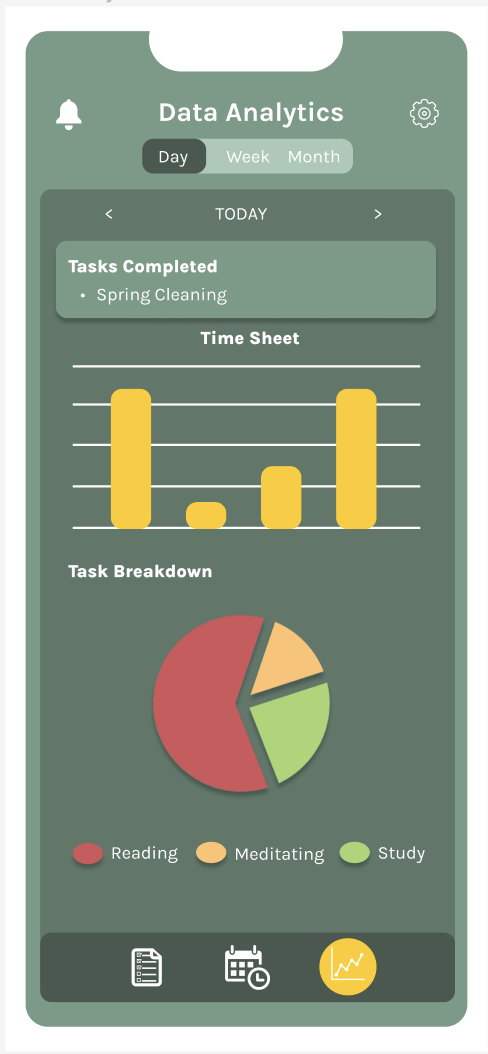 Data Analytics
Day Week Month
< TODAY >
Tasks Completed
• Spring Cleaning
Time Sheet
Task Breakdown
Reading Meditating Study